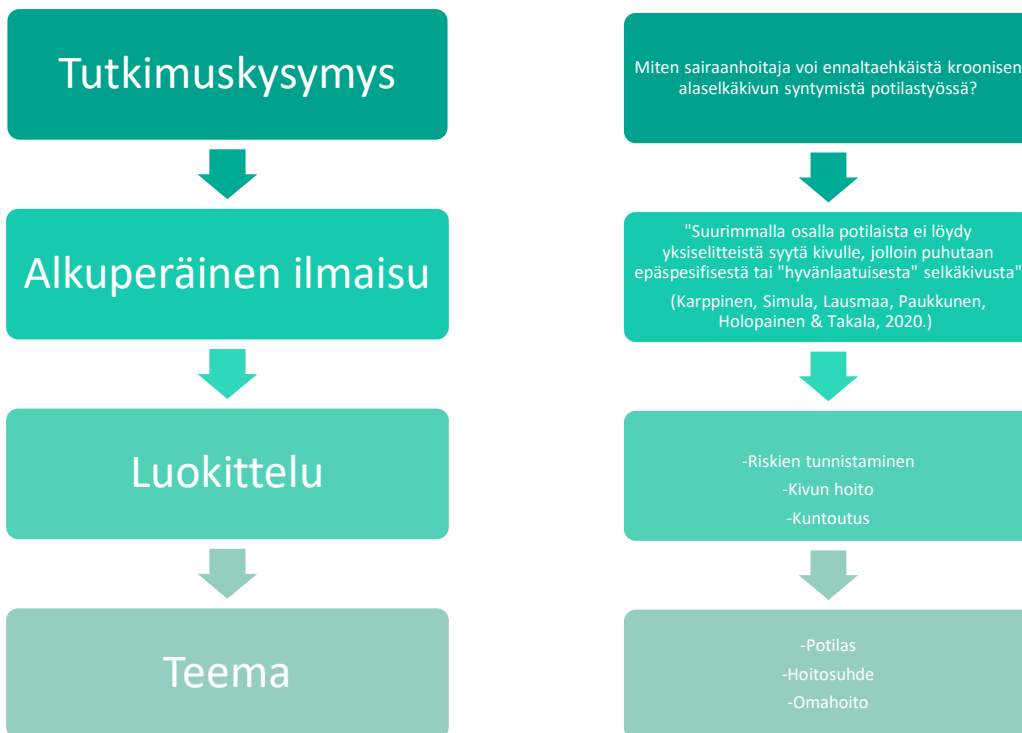 Tutkimuskysymys
Alkuperäinen ilmaisu
Luokittelu
Teema
Miten sairaanhoitaja voi ennaltaehkäistä kroonisen
alaselkäkivun syntymistä potilastyössä?
"Suurimmalla osalla potilaista ei löydy
yksiselitteistä syytä kivulle, jolloin puhutaan
epäspesifisestä tai "hyvänlaatuisesta" selkäkivusta"
(Karppinen, Simula, Lausmaa, Paukkunen,
Holopainen & Takala, 2020.)
-Riskien tunnistaminen
-Kivun hoito
-Kuntoutus
-Potilas
-Hoitosuhde
-Omahoito